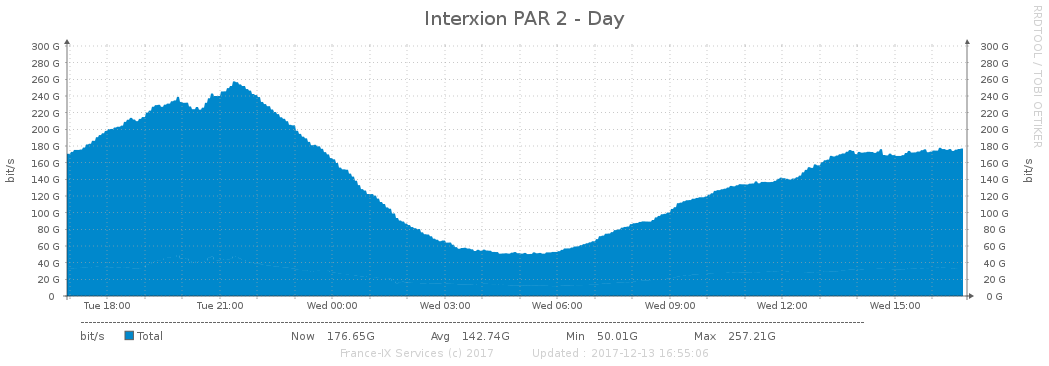 Interxion PAR 2 - Day
RRDTOOL / TOBI OETIKER
bit/s
300 G
280 G
260 G
240 G
220 G
200 G
180 G
160 G
140 G
120 G
100 G
80 G
60 G
40 G
20 G
0
300 G
280 G
260 G
240 G
220 G
200 G
180 G
160 G
140 G
120 G
100 G
80 G
60 G
40 G
20 G
0 G
bit/s
Tue 18:00 Tue 21:00 Wed 00:00 Wed 03:00 Wed 06:00 Wed 09:00 Wed 12:00 Wed 15:00
bit/s Total Now 176.65G Avg 142.74G Min 50.01G Max 257.21G
France-IX Services (c) 2017 Updated : 2017-12-13 16:55:06